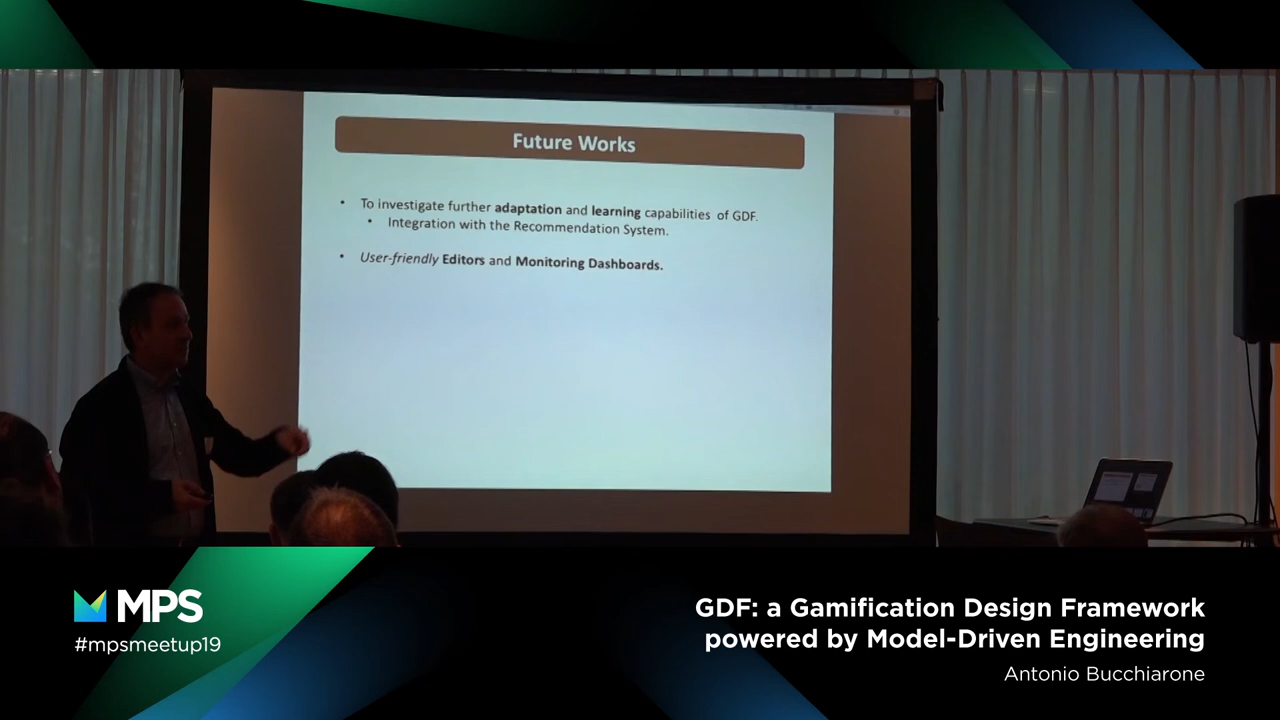 Future Works
• To investigate further adaptation and learning capabilities of GDF.
• Integration with the Recommendation System.
• User-friendly Editors and Monitoring Dashboards.
MPS
#mpsmeetup19
GDF: a Gamification Design Framework
powered by Model-Driven Engineering
Antonio Bucchiarone